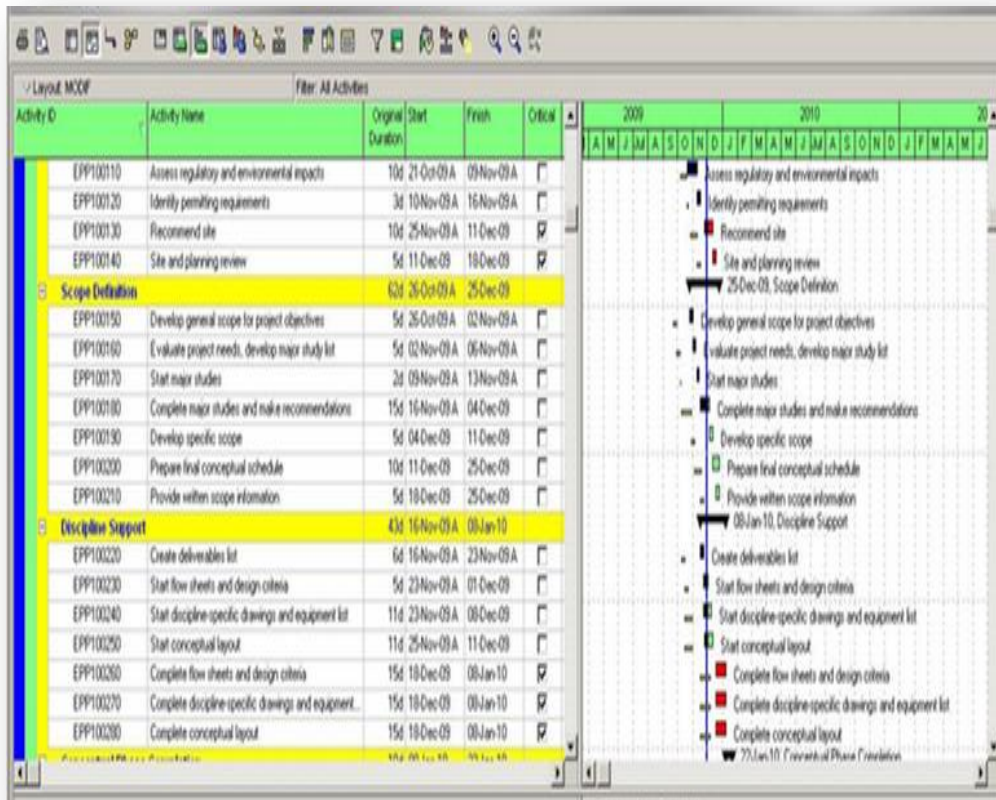 Layout: MODIF Filter: All Activities
Activity ID Activity Name Original Duration Start Finish Critical
2009 2010 20
A M J Jul A S O N D J F M A M J Jul A S O N D J F M A M J
EPP100110 Assess regulatory and environmental impacts 10d 21-Oct-09 A 09-Nov-09 A Assess regulatory and environmental impacts
EPP100120 Identify permitting requirements 3d 10-Nov-09 A 16-Nov-09 A Identify permitting requirements
EPP100130 Recommend site 10d 25-Nov-09 A 11-Dec-09 Recommend site
EPP100140 Site and planning review 5d 11-Dec-09 18-Dec-09 Site and planning review
Scope Definition 62d 26-Oct-09 A 25-Dec-09 25-Dec-09, Scope Definition
EPP100150 Develop general scope for project objectives 5d 26-Oct-09 A 02-Nov-09 A Develop general scope for project objectives
EPP100160 Evaluate project needs, develop major study list 5d 02-Nov-09 A 06-Nov-09 A Evaluate project needs, develop major study list
EPP100170 Start major studies 2d 09-Nov-09 A 13-Nov-09 A Start major studies
EPP100180 Complete major studies and make recommendations 15d 16-Nov-09 A 04-Dec-09 Complete major studies and make recommendations
EPP100190 Develop specific scope 5d 04-Dec-09 11-Dec-09 Develop specific scope
EPP100200 Prepare final conceptual schedule 10d 11-Dec-09 25-Dec-09 Prepare final conceptual schedule
EPP100210 Provide written scope information 5d 18-Dec-09 25-Dec-09 Provide written scope information
Discipline Support 43d 16-Nov-09 A 08-Jan-10 08-Jan-10, Discipline Support
EPP100220 Create deliverables list 6d 16-Nov-09 A 23-Nov-09 A Create deliverables list
EPP100230 Start flow sheets and design criteria 5d 23-Nov-09 A 01-Dec-09 Start flow sheets and design criteria
EPP100240 Start discipline-specific drawings and equipment list 11d 23-Nov-09 A 08-Dec-09 Start discipline-specific drawings and equipment list
EPP100250 Start conceptual layout 11d 25-Nov-09 A 11-Dec-09 Start conceptual layout
EPP100260 Complete flow sheets and design criteria 15d 18-Dec-09 08-Jan-10 Complete flow sheets and design criteria
EPP100270 Complete discipline-specific drawings and equipment... 15d 18-Dec-09 08-Jan-10 Complete discipline-specific drawings and equipment list
EPP100280 Complete conceptual layout 15d 18-Dec-09 08-Jan-10 Complete conceptual layout
22-Jan-10, Conceptual Phase Completion